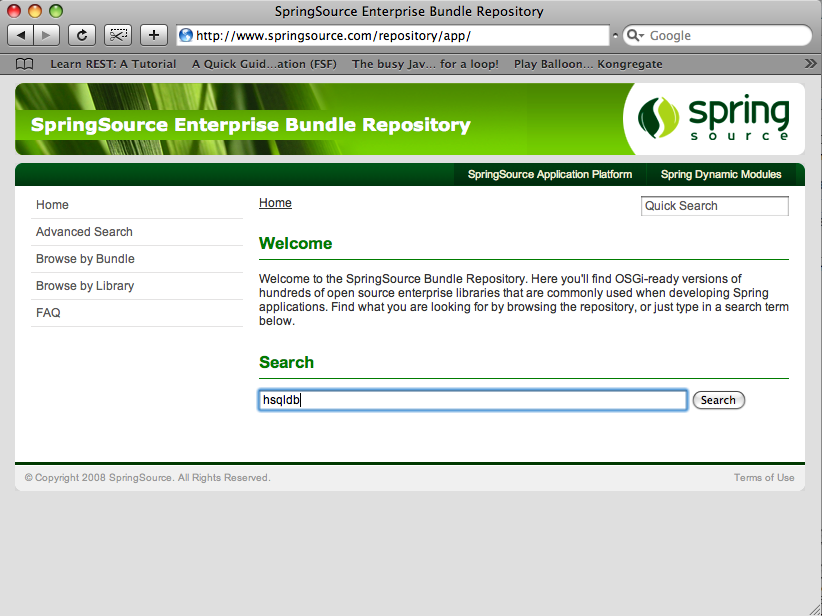 SpringSource Enterprise Bundle Repository
http://www.springsource.com/repository/app/
Google
Learn REST: A Tutorial A Quick Guid...ation (FSF) The busy Jav... for a loop! Play Balloon... Kongregate
SpringSource Enterprise Bundle Repository
spring
source
SpringSource Application Platform Spring Dynamic Modules
Home
Advanced Search
Browse by Bundle
Browse by Library
FAQ
Home
Quick Search
Welcome
Welcome to the SpringSource Bundle Repository. Here you'll find OSGi-ready versions of
hundreds of open source enterprise libraries that are commonly used when developing Spring
applications. Find what you are looking for by browsing the repository, or just type in a search term
below.
Search
hsqldb
Search
© Copyright 2008 SpringSource. All Rights Reserved.
Terms of Use